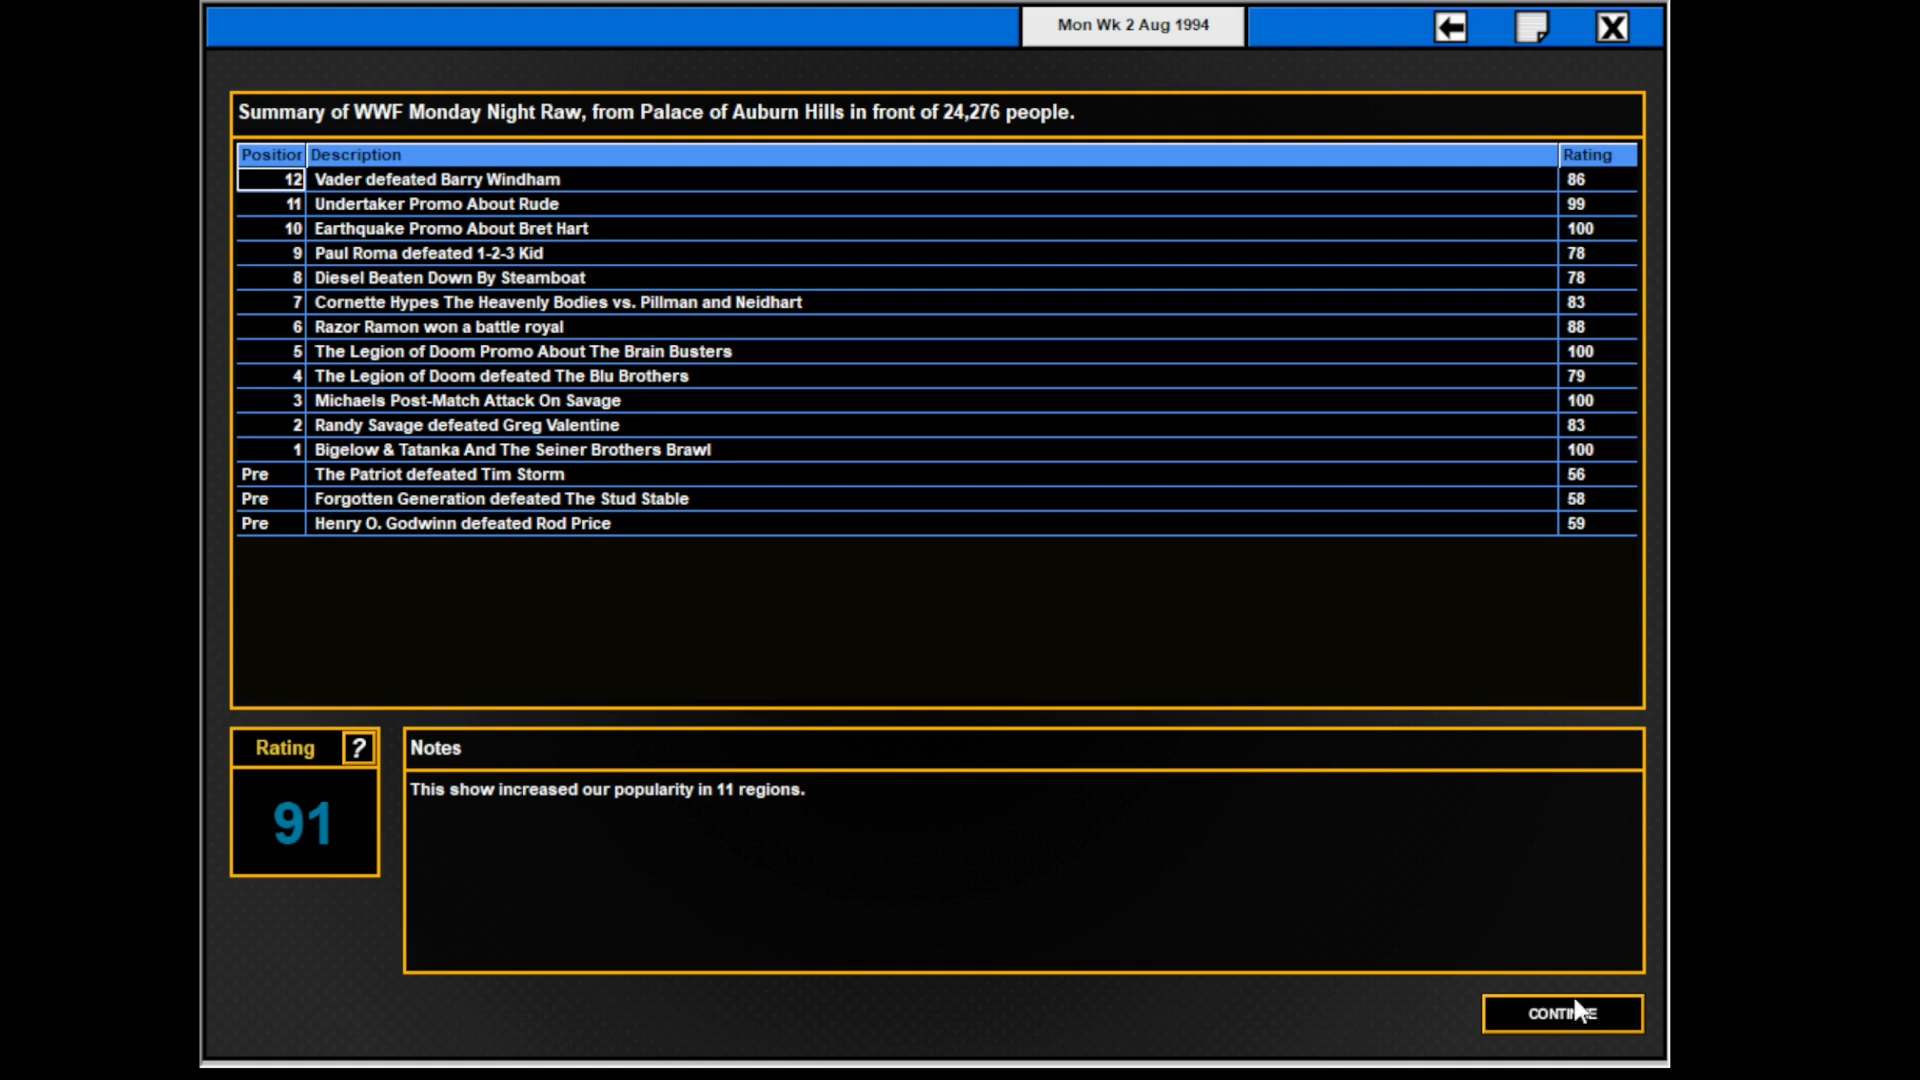 Mon Wk 2 Aug 1994
Summary of WWF Monday Night Raw, from Palace of Auburn Hills in front of 24,276 people.
Position Description Rating
12 Vader defeated Barry Windham 86
11 Undertaker Promo About Rude 99
10 Earthquake Promo About Bret Hart 100
9 Paul Roma defeated 1-2-3 Kid 78
8 Diesel Beaten Down By Steamboat 78
7 Cornette Hypes The Heavenly Bodies vs. Pillman and Neidhart 83
6 Razor Ramon won a battle royal 88
5 The Legion of Doom Promo About The Brain Busters 100
4 The Legion of Doom defeated The Blu Brothers 79
3 Michaels Post-Match Attack On Savage 100
2 Randy Savage defeated Greg Valentine 83
1 Bigelow & Tatanka And The Seiner Brothers Brawl 100
Pre The Patriot defeated Tim Storm 56
Pre Forgotten Generation defeated The Stud Stable 58
Pre Henry O. Godwinn defeated Rod Price 59
Rating ?
91
Notes
This show increased our popularity in 11 regions.
CONTINUE